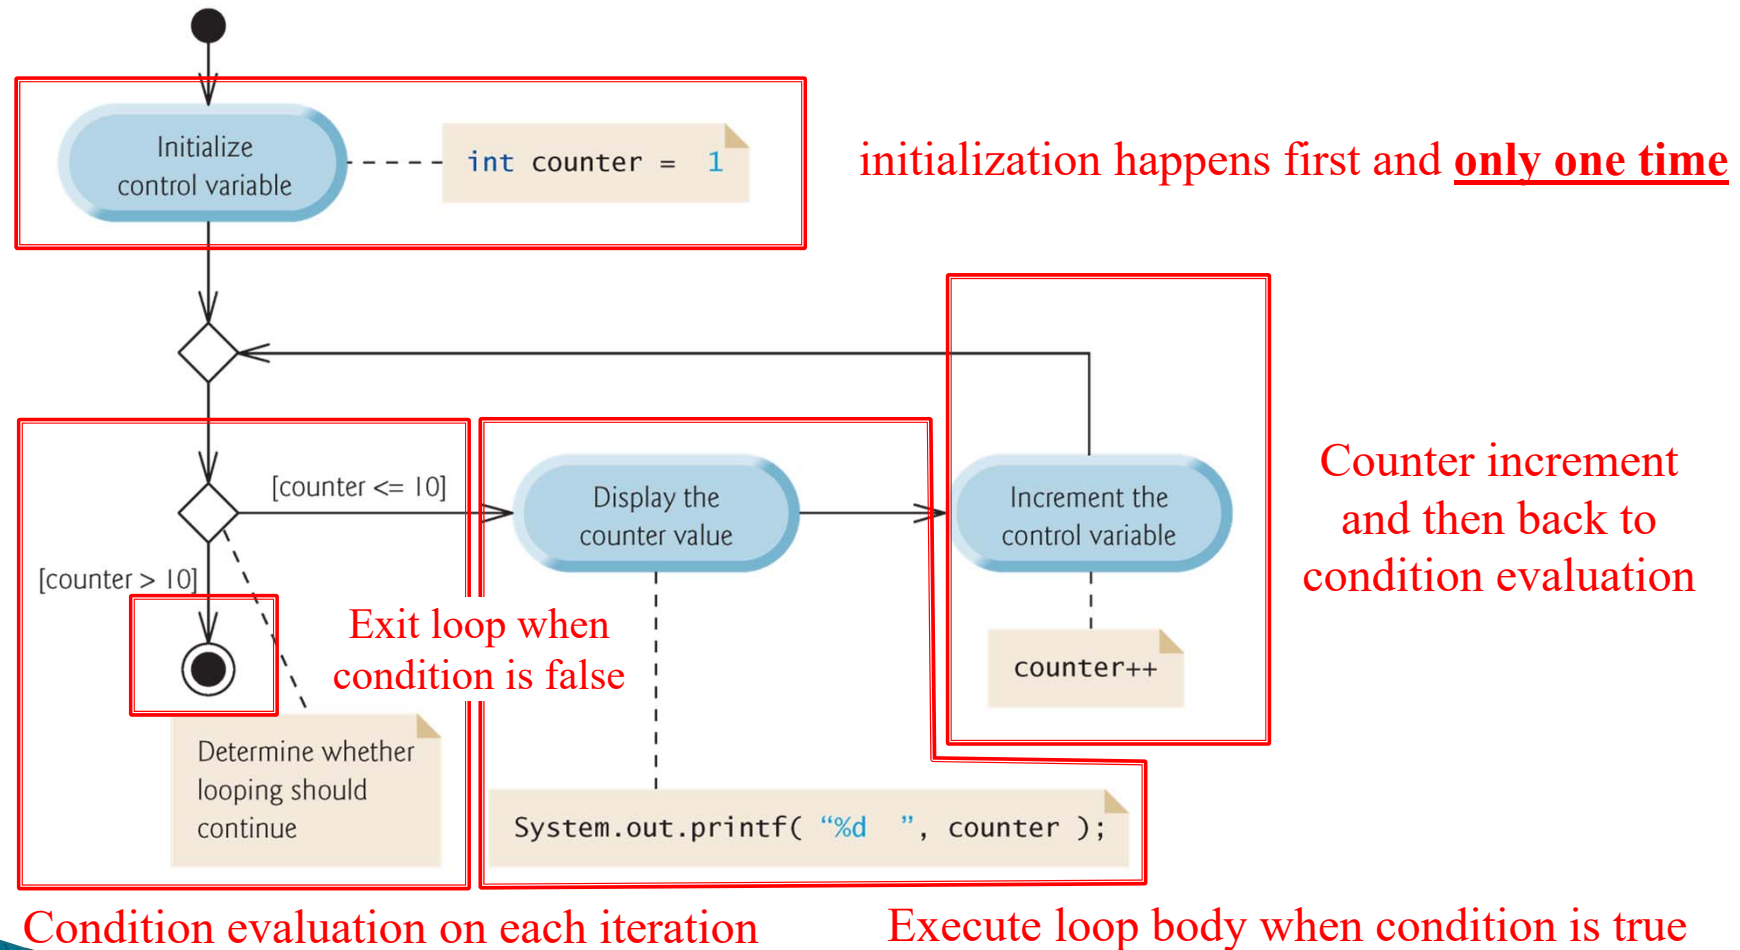 Initialize
control variable
int counter = 1
initialization happens first and only one time
[counter <= 10]
Display the
counter value
Increment the
control variable
Counter increment
and then back to
condition evaluation
[counter > 10]
Exit loop when
condition is false
counter++
Determine whether
looping should
continue
System.out.printf( “%d  ”, counter );
Condition evaluation on each iteration
Execute loop body when condition is true